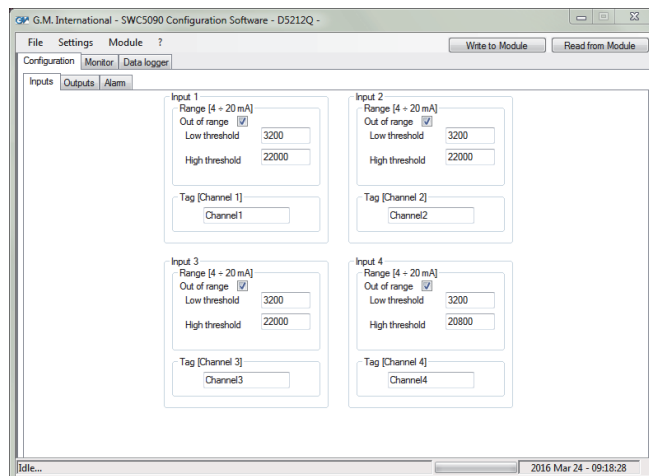 G.M. International - SWC5090 Configuration Software - D5212Q -
File Settings Module ?
Write to Module Read from Module
Configuration Monitor Data logger
Inputs Outputs Alarm
Input 1
Range [4 ÷ 20 mA]
Out of range
Low threshold 3200
High threshold 22000
Tag [Channel 1]
Channel1
Input 2
Range [4 ÷ 20 mA]
Out of range
Low threshold 3200
High threshold 22000
Tag [Channel 2]
Channel2
Input 3
Range [4 ÷ 20 mA]
Out of range
Low threshold 3200
High threshold 22000
Tag [Channel 3]
Channel3
Input 4
Range [4 ÷ 20 mA]
Out of range
Low threshold 3200
High threshold 20800
Tag [Channel 4]
Channel4
Idle... 2016 Mar 24 - 09:18:28